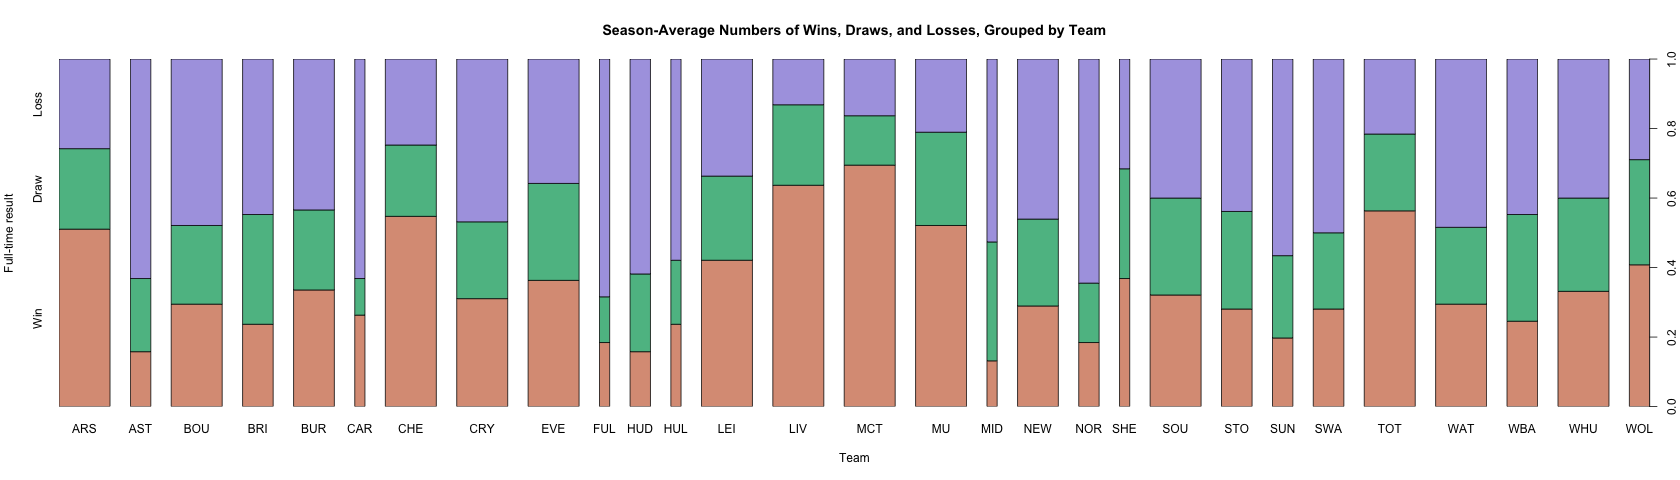 Season-Average Numbers of Wins, Draws, and Losses, Grouped by Team
Full-time result
Loss
Draw
Win
1.0
0.8
0.6
0.4
0.2
0.0
ARS AST BOU BRI BUR CAR CHE CRY EVE FUL HUD HUL LEI LIV MCT MU MID NEW NOR SHE SOU STO SUN SWA TOT WAT WBA WHU WOL
Team